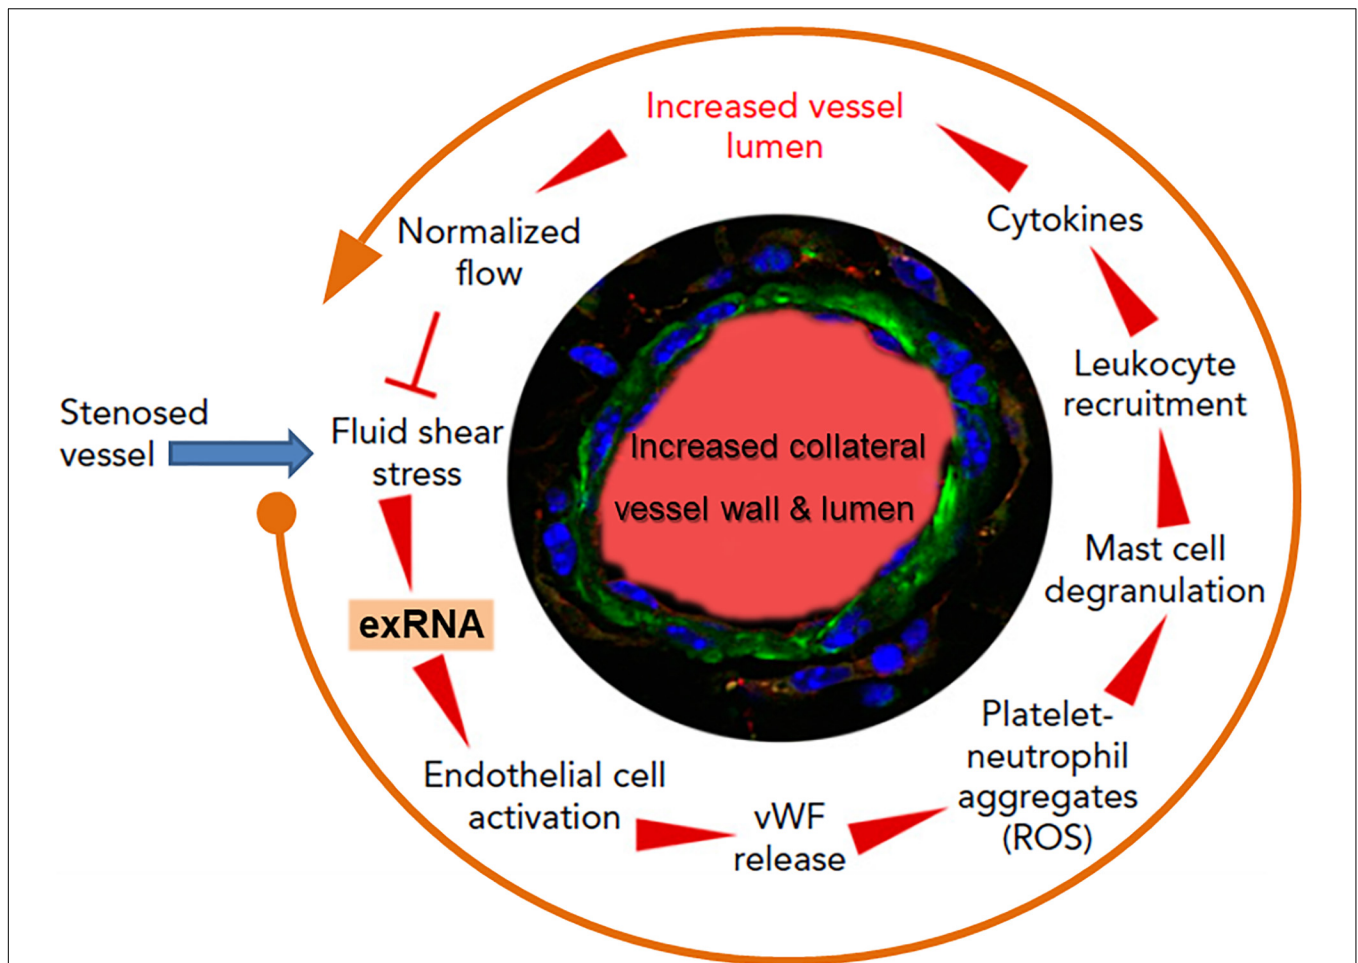 Increased vessel
lumen
Normalized
flow
Cytokines
Leukocyte
recruitment
Stenosed
vessel
Fluid shear
stress
Increased collateral
vessel wall & lumen
Mast cell
degranulation
exRNA
Endothelial cell
activation
vWF
release
Platelet-
neutrophil
aggregates
(ROS)